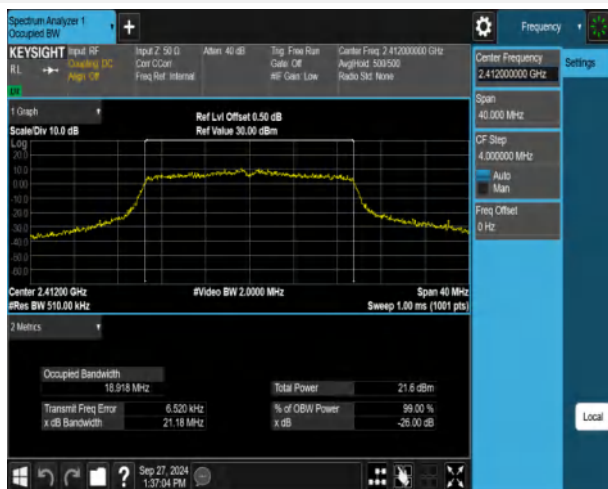 Spectrum Analyzer 1
Occupied BW
Frequency
KEYSIGHT
RL
Input: RF
Coupling: DC
Align: Off
Input Z: 50 Ω
Corr CCorr
Freq Ref: Internal
Atten: 40 dB
Trig: Free Run
Gate: Off
#IF Gain: Low
Center Freq: 2.412000000 GHz
Avg|Hold: 500/500
Radio Std: None
1 Graph
Scale/Div 10.0 dB
Ref Lvl Offset 0.50 dB
Ref Value 30.00 dBm
Log
20.0
10.0
0.00
-10.0
-20.0
-30.0
-40.0
-50.0
-60.0
Center 2.41200 GHz
#Res BW 510.00 kHz
#Video BW 2.0000 MHz
Span 40 MHz
Sweep 1.00 ms (1001 pts)
2 Metrics
Occupied Bandwidth
18.918 MHz
Total Power
21.6 dBm
Transmit Freq Error
6.520 kHz
% of OBW Power
99.00 %
x dB Bandwidth
21.18 MHz
x dB
-26.00 dB
Sep 27, 2024
1:37:04 PM
Center Frequency
2.412000000 GHz
Settings
Span
40.000 MHz
CF Step
4.000000 MHz
Auto
Man
Freq Offset
0 Hz
Local